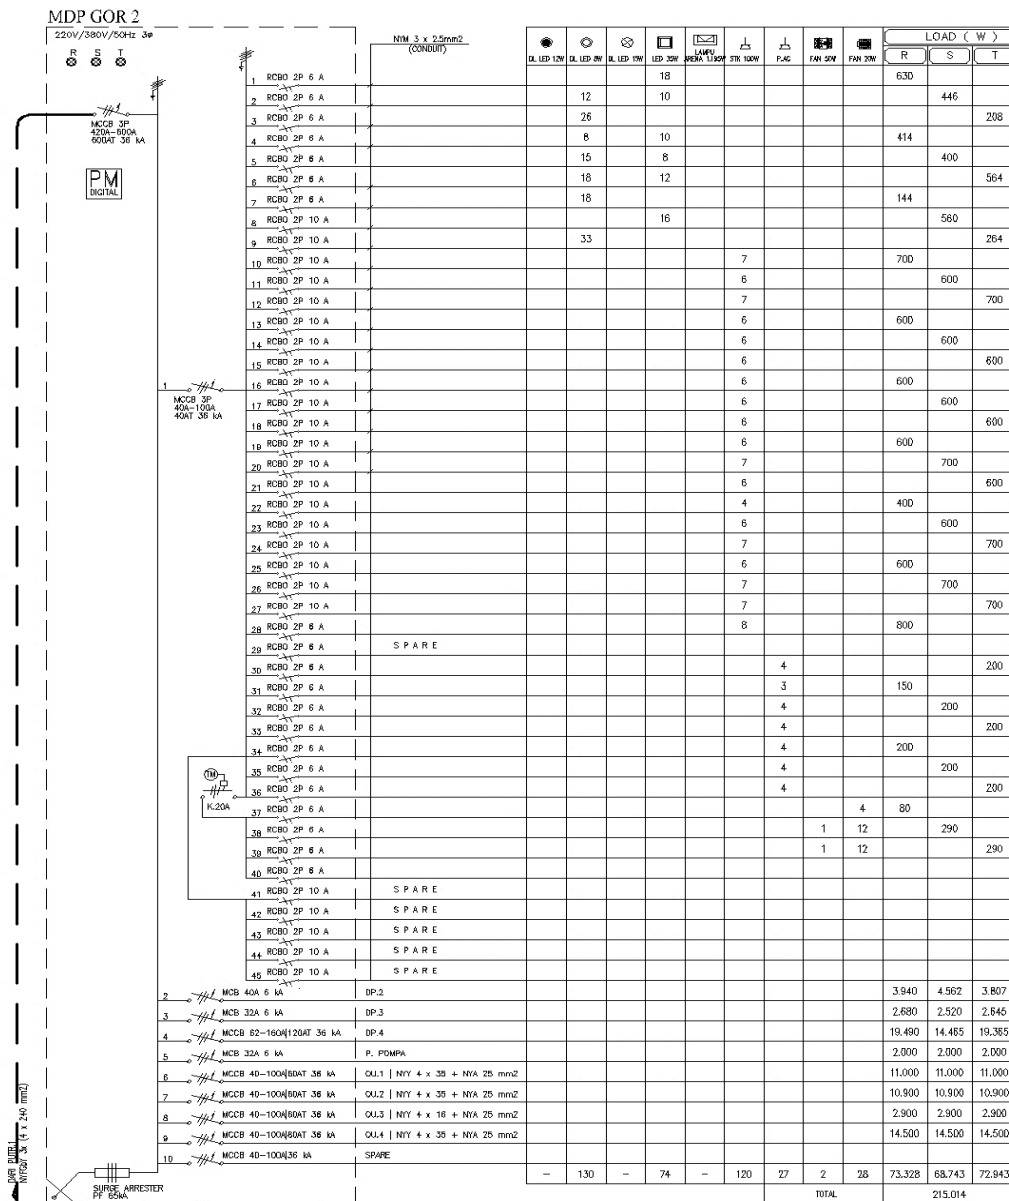 MDP GOR 2
220V/380V/50Hz 3ø
R S T
NYM 3 x 2.5mm2
(CONDUIT)
DL LED 12W DL LED 8W DL LED 19W LED 35W LAMPU ARENA 1.195W STK 100W P.AC FAN 50W FAN 20W
LOAD ( W )
R S T
MCCB 3P
420A-600A
600AT 36 kA
PM
DIGITAL
1 RCBO 2P 6 A 18 630
2 RCBO 2P 6 A 12 10 446
3 RCBO 2P 6 A 26 208
4 RCBO 2P 6 A 8 10 414
5 RCBO 2P 6 A 15 8 400
6 RCBO 2P 6 A 18 12 564
7 RCBO 2P 6 A 18 144
8 RCBO 2P 10 A 16 560
9 RCBO 2P 10 A 33 264
10 RCBO 2P 10 A 7 700
11 RCBO 2P 10 A 6 600
12 RCBO 2P 10 A 7 700
13 RCBO 2P 10 A 6 600
14 RCBO 2P 10 A 6 600
15 RCBO 2P 10 A 6 600
16 RCBO 2P 10 A 6 600
17 RCBO 2P 10 A 6 600
18 RCBO 2P 10 A 6 600
19 RCBO 2P 10 A 6 600
20 RCBO 2P 10 A 7 700
21 RCBO 2P 10 A 6 600
22 RCBO 2P 10 A 4 400
23 RCBO 2P 10 A 6 600
24 RCBO 2P 10 A 7 700
25 RCBO 2P 10 A 6 600
26 RCBO 2P 10 A 7 700
27 RCBO 2P 10 A 7 700
28 RCBO 2P 6 A 8 800
29 RCBO 2P 6 A SPARE
30 RCBO 2P 6 A 4 200
31 RCBO 2P 6 A 3 150
32 RCBO 2P 6 A 4 200
33 RCBO 2P 6 A 4 200
34 RCBO 2P 6 A 4 200
35 RCBO 2P 6 A 4 200
36 RCBO 2P 6 A 4 200
37 RCBO 2P 6 A 4 80
38 RCBO 2P 6 A 1 12 290
39 RCBO 2P 6 A 1 12 290
40 RCBO 2P 6 A
41 RCBO 2P 10 A SPARE
42 RCBO 2P 10 A SPARE
43 RCBO 2P 10 A SPARE
44 RCBO 2P 10 A SPARE
45 RCBO 2P 10 A SPARE
1
MCCB 3P
40A-100A
40AT 36 kA
TM
K.20A
2 MCB 40A 6 kA DP.2 3.940 4.562 3.807
3 MCB 32A 6 kA DP.3 2.680 2.520 2.645
4 MCCB 62-160A|120AT 36 kA DP.4 19.490 14.465 19.365
5 MCB 32A 6 kA P. POMPA 2.000 2.000 2.000
6 MCCB 40-100A|80AT 36 kA OU.1 | NYY 4 x 35 + NYA 25 mm2 11.000 11.000 11.000
7 MCCB 40-100A|80AT 36 kA OU.2 | NYY 4 x 35 + NYA 25 mm2 10.900 10.900 10.900
8 MCCB 40-100A|80AT 36 kA OU.3 | NYY 4 x 16 + NYA 25 mm2 2.900 2.900 2.900
9 MCCB 40-100A|80AT 36 kA OU.4 | NYY 4 x 35 + NYA 25 mm2 14.500 14.500 14.500
10 MCCB 40-100A|36 kA SPARE
- 130 - 74 - 120 27 2 28 73.328 68.743 72.943
SURGE ARRESTER
PF 65kA
TOTAL 215.014